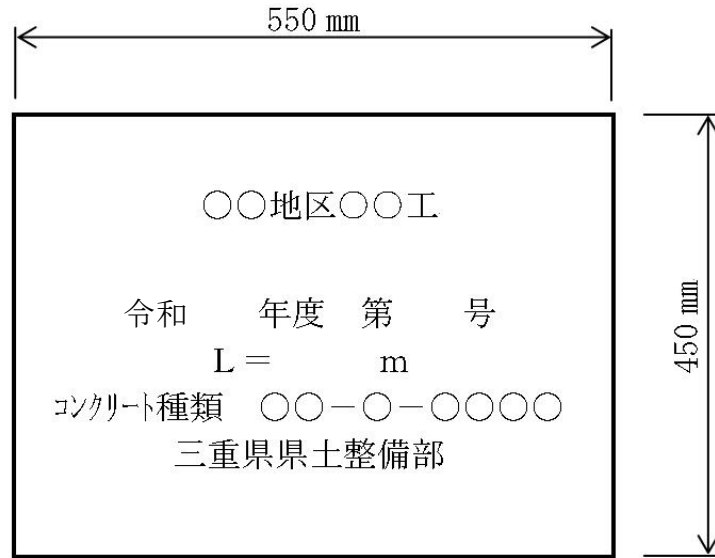 550 mm
○○地区○○工
令和　　年度　第　　号
L＝　　　m
450 mm
ｺﾝｸﾘｰﾄ種類　○○－○－○○○○
三重県県土整備部